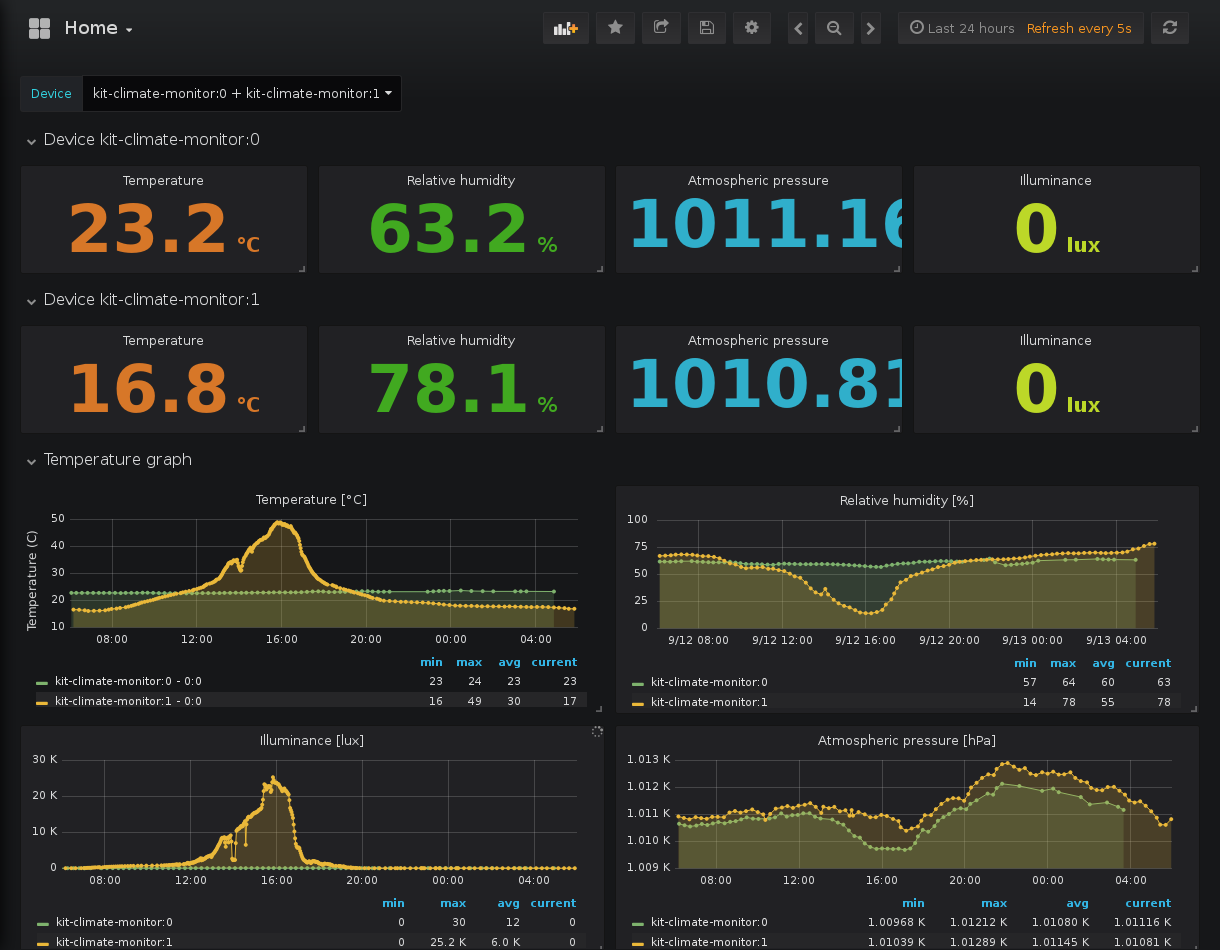 Home
Last 24 hours Refresh every 5s
Device kit-climate-monitor:0 + kit-climate-monitor:1
Device kit-climate-monitor:0
Temperature Relative humidity Atmospheric pressure Illuminance
23.2 °C 63.2 % 1011.16 0 lux
Device kit-climate-monitor:1
Temperature Relative humidity Atmospheric pressure Illuminance
16.8 °C 78.1 % 1010.81 0 lux
Temperature graph
Temperature [°C]
Temperature (C)
50
40
30
20
10
08:00 12:00 16:00 20:00 00:00 04:00
min max avg current
kit-climate-monitor:0 - 0:0 23 24 23 23
kit-climate-monitor:1 - 0:0 16 49 30 17
Relative humidity [%]
100
75
50
25
0
9/12 08:00 9/12 12:00 9/12 16:00 9/12 20:00 9/13 00:00 9/13 04:00
min max avg current
kit-climate-monitor:0 57 64 60 63
kit-climate-monitor:1 14 78 55 78
Illuminance [lux]
30 K
20 K
10 K
0
08:00 12:00 16:00 20:00 00:00 04:00
min max avg current
kit-climate-monitor:0 0 30 12 0
kit-climate-monitor:1 0 25.2 K 6.0 K 0
Atmospheric pressure [hPa]
1.013 K
1.012 K
1.011 K
1.010 K
1.009 K
08:00 12:00 16:00 20:00 00:00 04:00
min max avg current
kit-climate-monitor:0 1.00968 K 1.01212 K 1.01080 K 1.01116 K
kit-climate-monitor:1 1.01039 K 1.01289 K 1.01145 K 1.01081 K